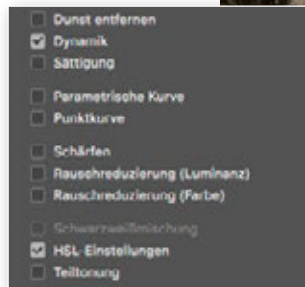 Dunst entfernen
Dynamik
Sättigung
Parametrische Kurve
Punktkurve
Schärfen
Rauschreduzierung (Luminanz)
Rauschreduzierung (Farbe)
Schwarzweißmischung
HSL-Einstellungen
Teiltonung